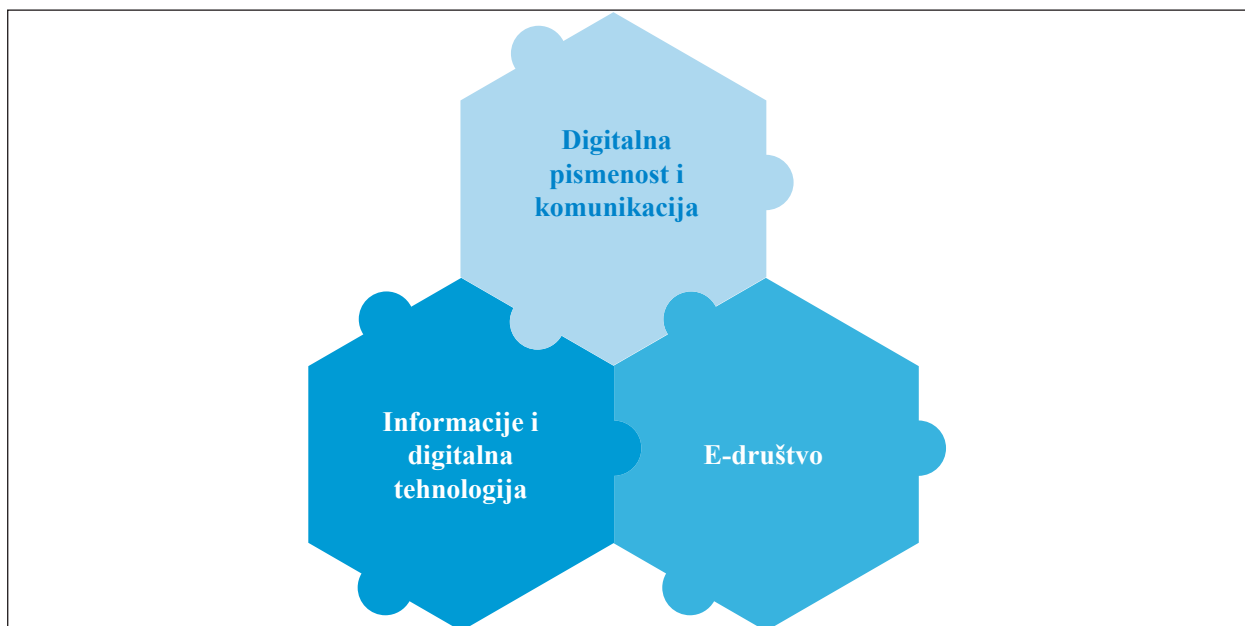 Digitalna
pismenost i
komunikacija
Informacije i
digitalna
tehnologija
E-društvo